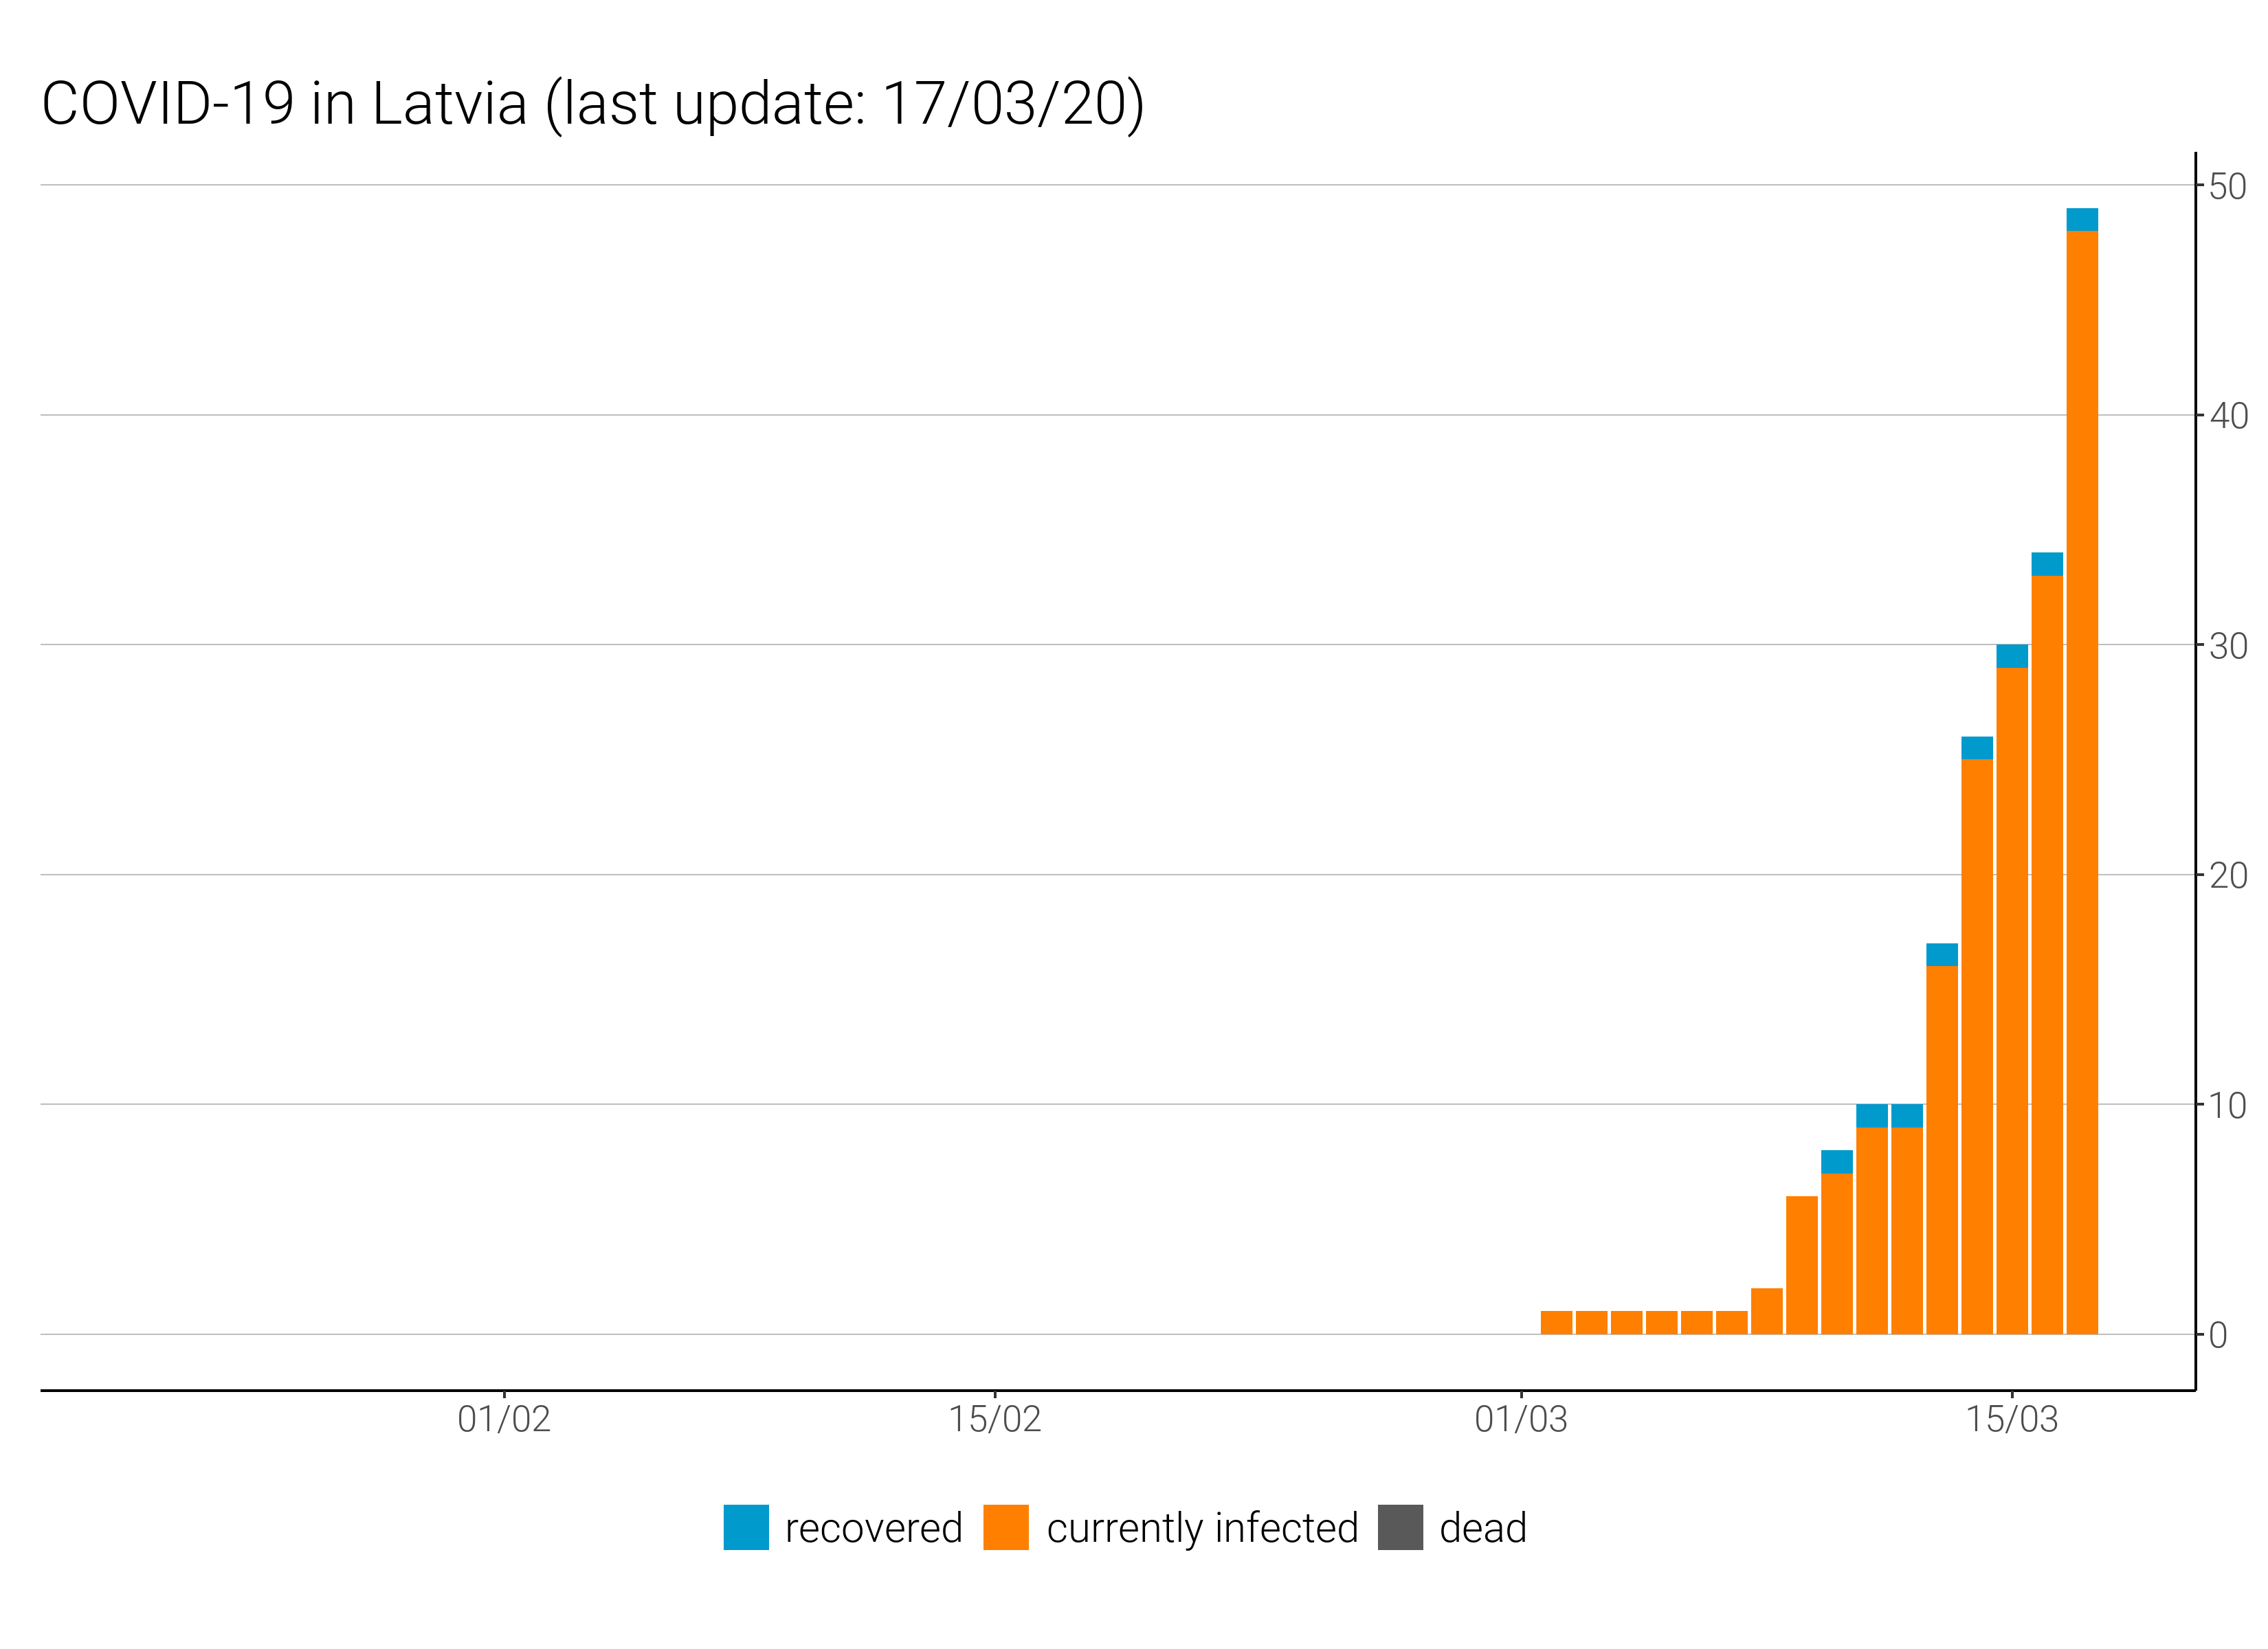 COVID-19 in Latvia (last update: 17/03/20)
50
40
30
20
10
0
01/02 15/02 01/03 15/03
recovered currently infected dead